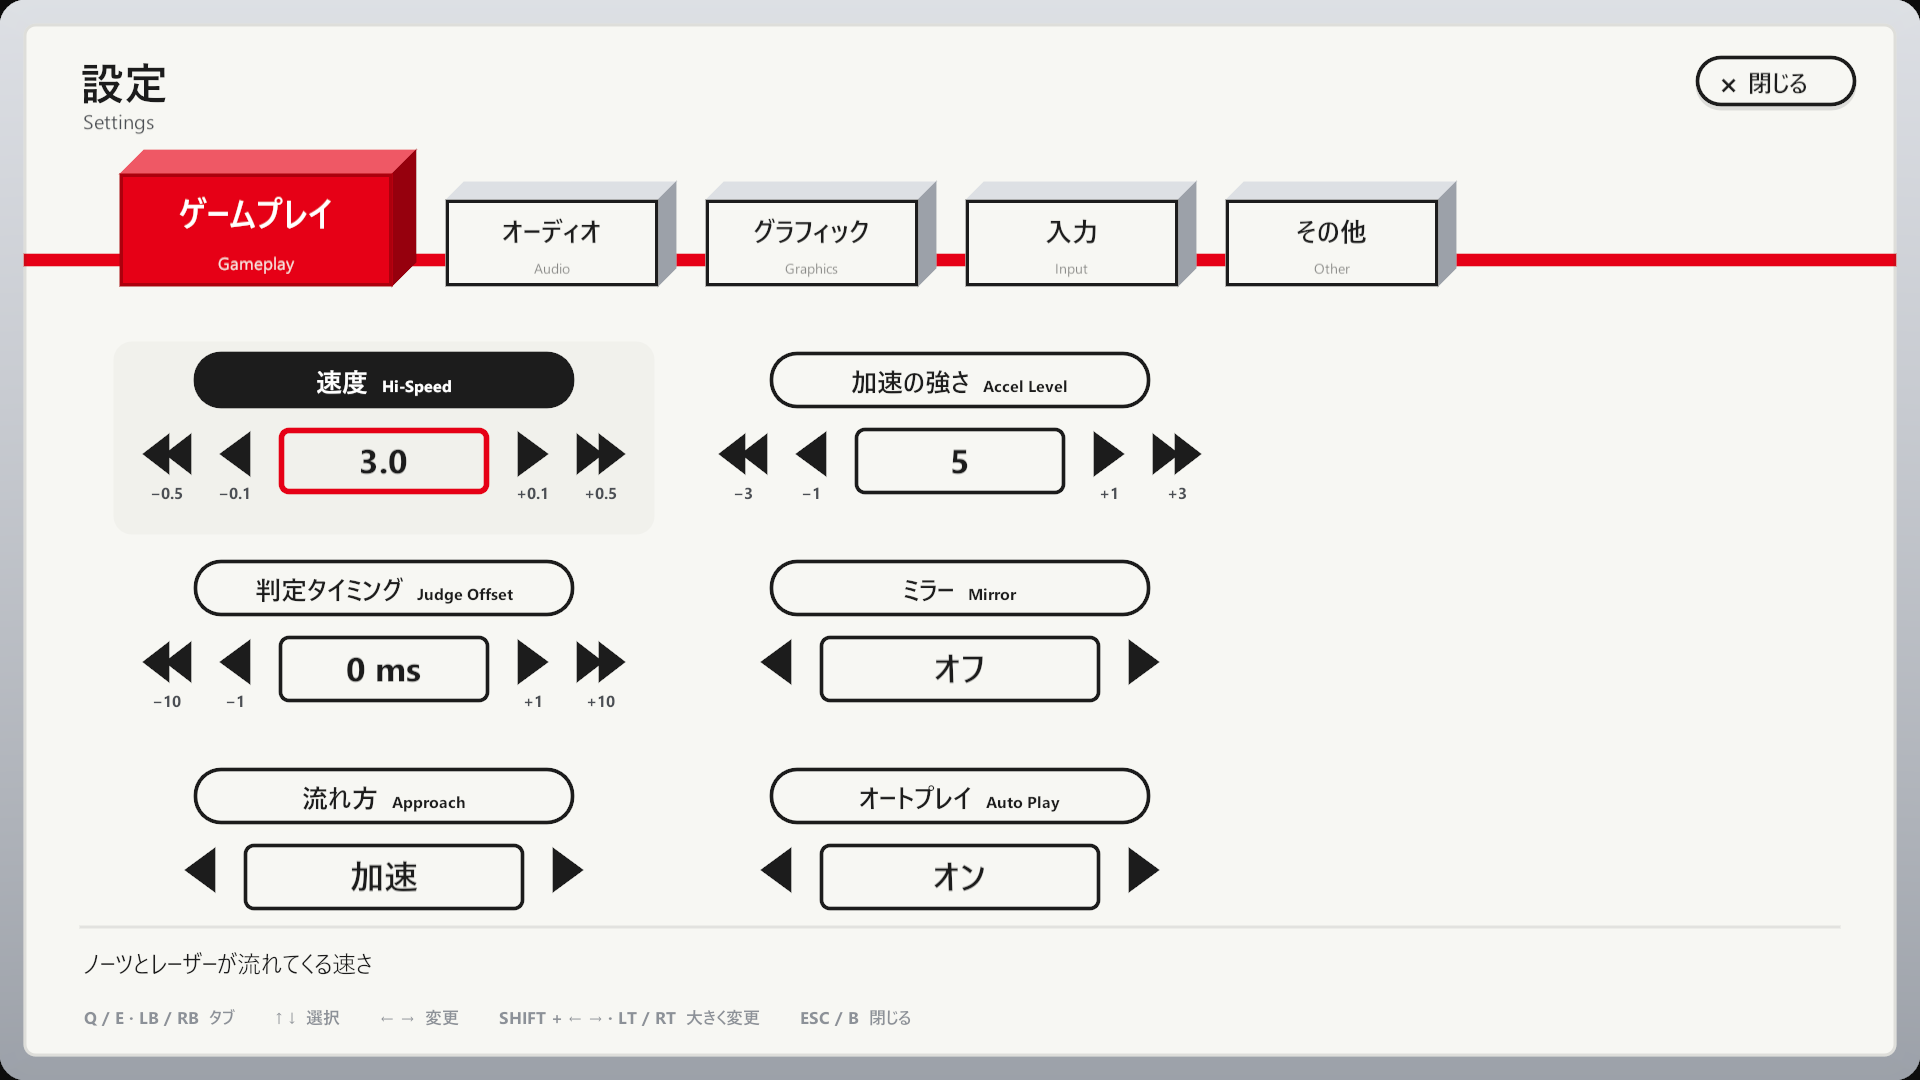 設定
Settings
× 閉じる
ゲームプレイ
Gameplay
オーディオ
Audio
グラフィック
Graphics
入力
Input
その他
Other
速度 Hi-Speed
−0.5 −0.1 3.0 +0.1 +0.5
加速の強さ Accel Level
−3 −1 5 +1 +3
判定タイミング Judge Offset
−10 −1 0 ms +1 +10
ミラー Mirror
オフ
流れ方 Approach
加速
オートプレイ Auto Play
オン
ノーツとレーザーが流れてくる速さ
Q / E · LB / RB タブ ↑ ↓ 選択 ← → 変更 SHIFT + ← → · LT / RT 大きく変更 ESC / B 閉じる